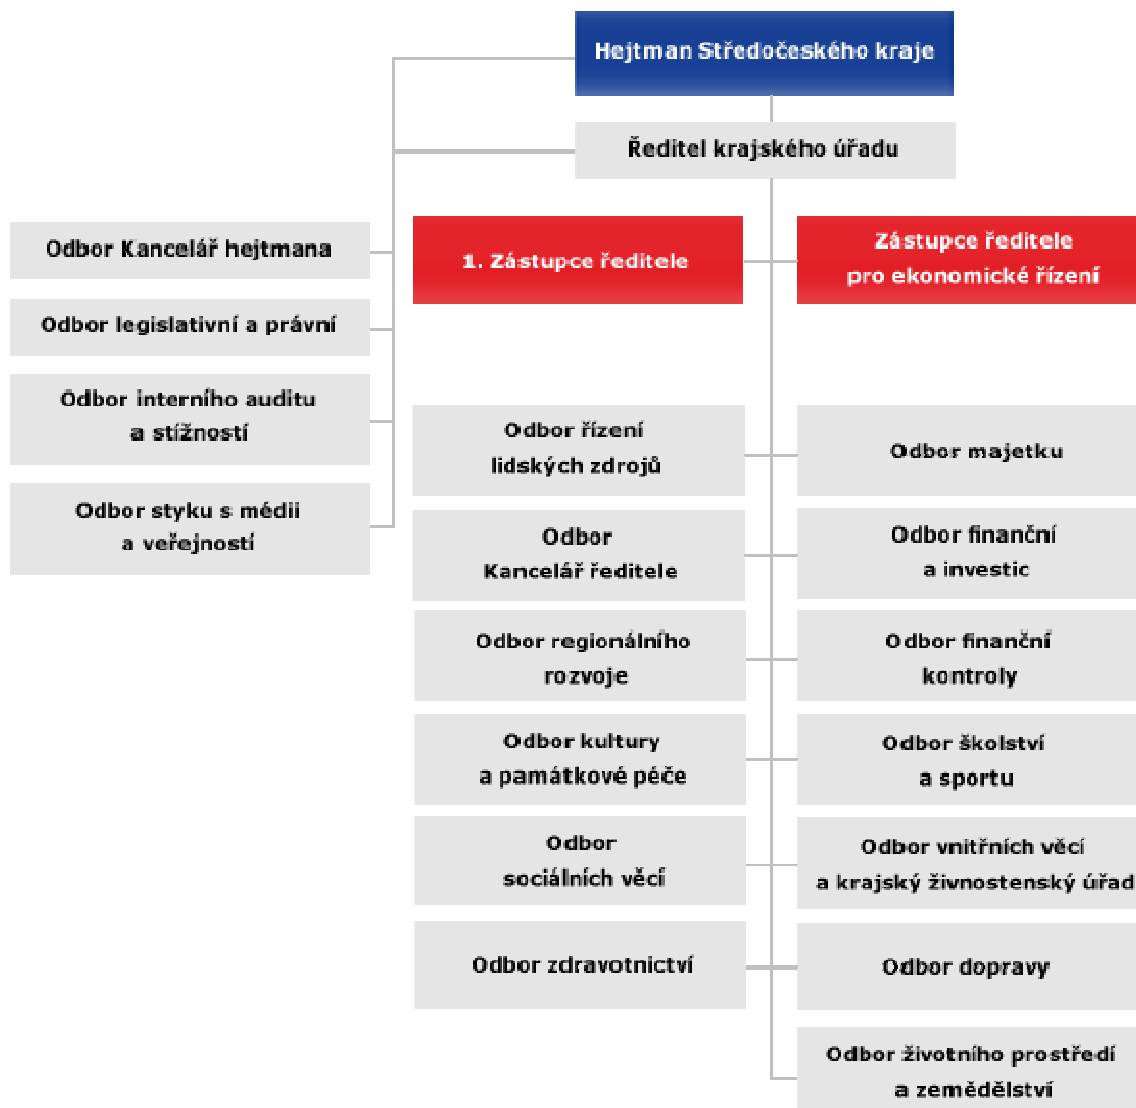 Hejtman Středočeského kraje
Ředitel krajského úřadu
Odbor Kancelář hejtmana
Odbor legislativní a právní
Odbor interního auditu
a stížností
Odbor styku s médii
a veřejností
1. Zástupce ředitele
Zástupce ředitele
pro ekonomické řízení
Odbor řízení
lidských zdrojů
Odbor majetku
Odbor
Kancelář ředitele
Odbor finanční
a investic
Odbor regionálního
rozvoje
Odbor finanční
kontroly
Odbor kultury
a památkové péče
Odbor školství
a sportu
Odbor
sociálních věcí
Odbor vnitřních věcí
a krajský živnostenský úřad
Odbor zdravotnictví
Odbor dopravy
Odbor životního prostředí
a zemědělství